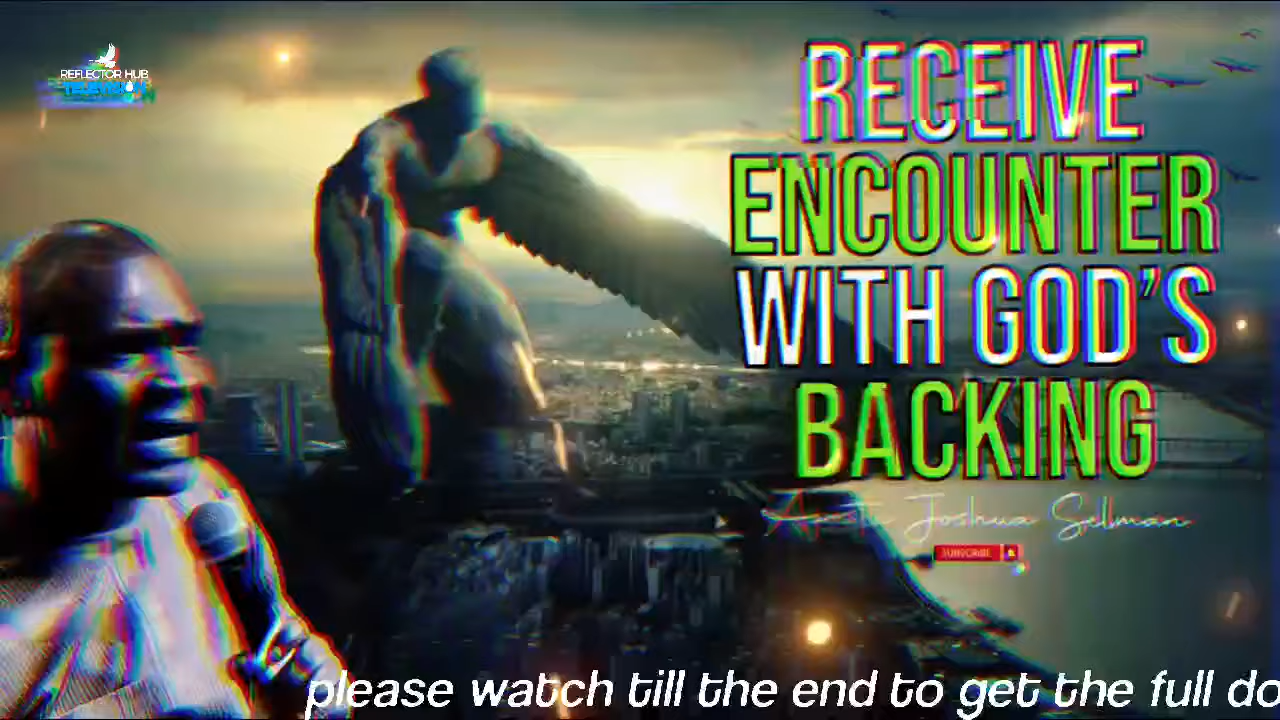 REFLECTOR HUB
TELEVISION
RECEIVE
ENCOUNTER
WITH GOD'S
BACKING
Joshua Selman
SUBSCRIBE
please watch till the end to get the full do